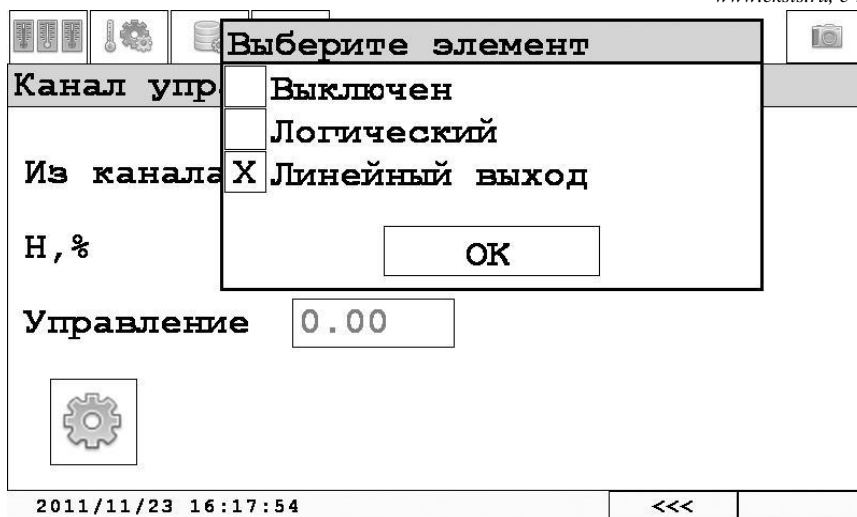 Выберите элемент
Канал упр
Выключен
Логический
Из канала
X Линейный выход
H,%
OK
Управление 0.00
2011/11/23 16:17:54 <<<